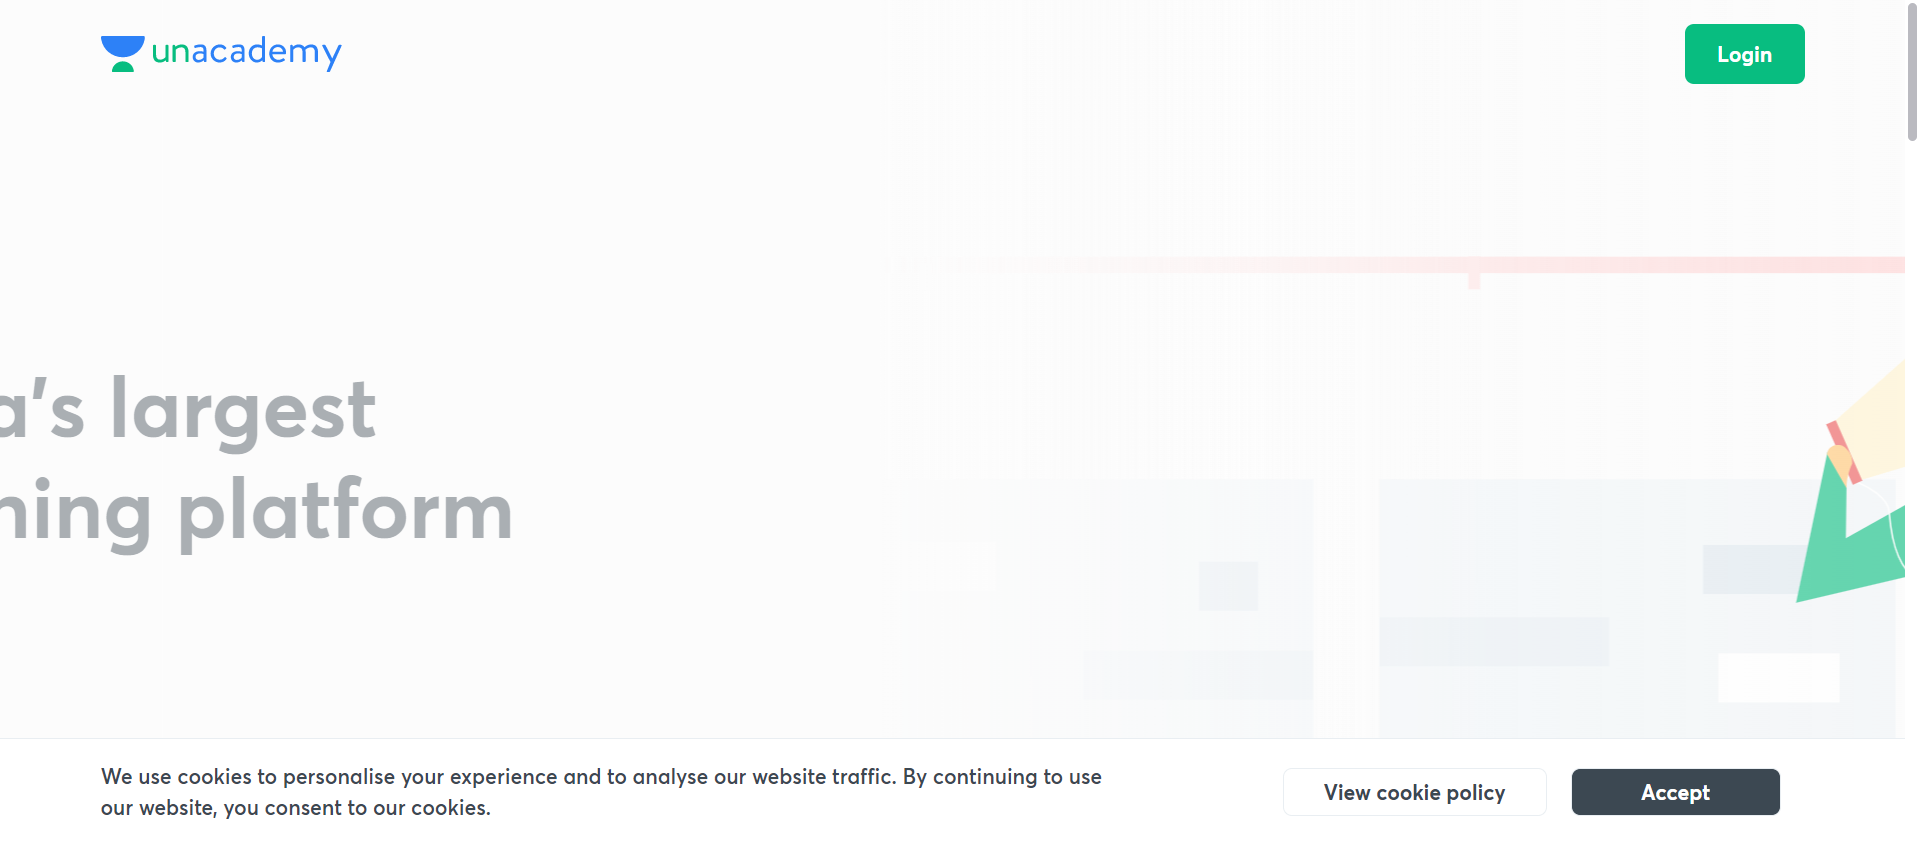 unacademy
Login
a's largest
ning platform
We use cookies to personalise your experience and to analyse our website traffic. By continuing to use
our website, you consent to our cookies.
View cookie policy
Accept